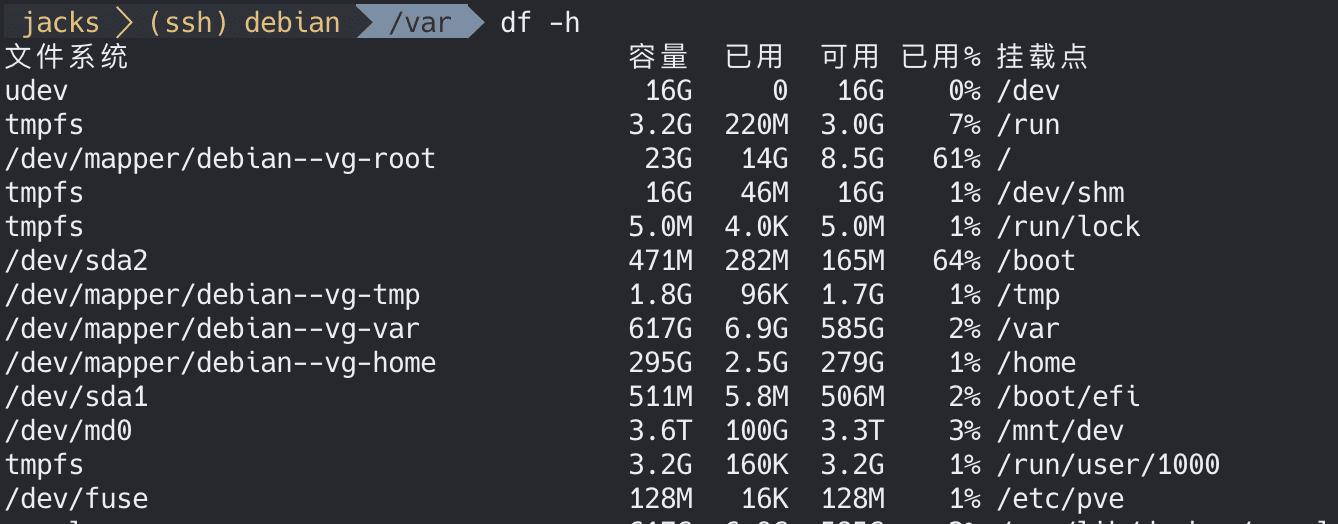 jacks (ssh) debian /var df -h
文件系统 容量 已用 可用 已用% 挂载点
udev 16G 0 16G 0% /dev
tmpfs 3.2G 220M 3.0G 7% /run
/dev/mapper/debian--vg-root 23G 14G 8.5G 61% /
tmpfs 16G 46M 16G 1% /dev/shm
tmpfs 5.0M 4.0K 5.0M 1% /run/lock
/dev/sda2 471M 282M 165M 64% /boot
/dev/mapper/debian--vg-tmp 1.8G 96K 1.7G 1% /tmp
/dev/mapper/debian--vg-var 617G 6.9G 585G 2% /var
/dev/mapper/debian--vg-home 295G 2.5G 279G 1% /home
/dev/sda1 511M 5.8M 506M 2% /boot/efi
/dev/md0 3.6T 100G 3.3T 3% /mnt/dev
tmpfs 3.2G 160K 3.2G 1% /run/user/1000
/dev/fuse 128M 16K 128M 1% /etc/pve